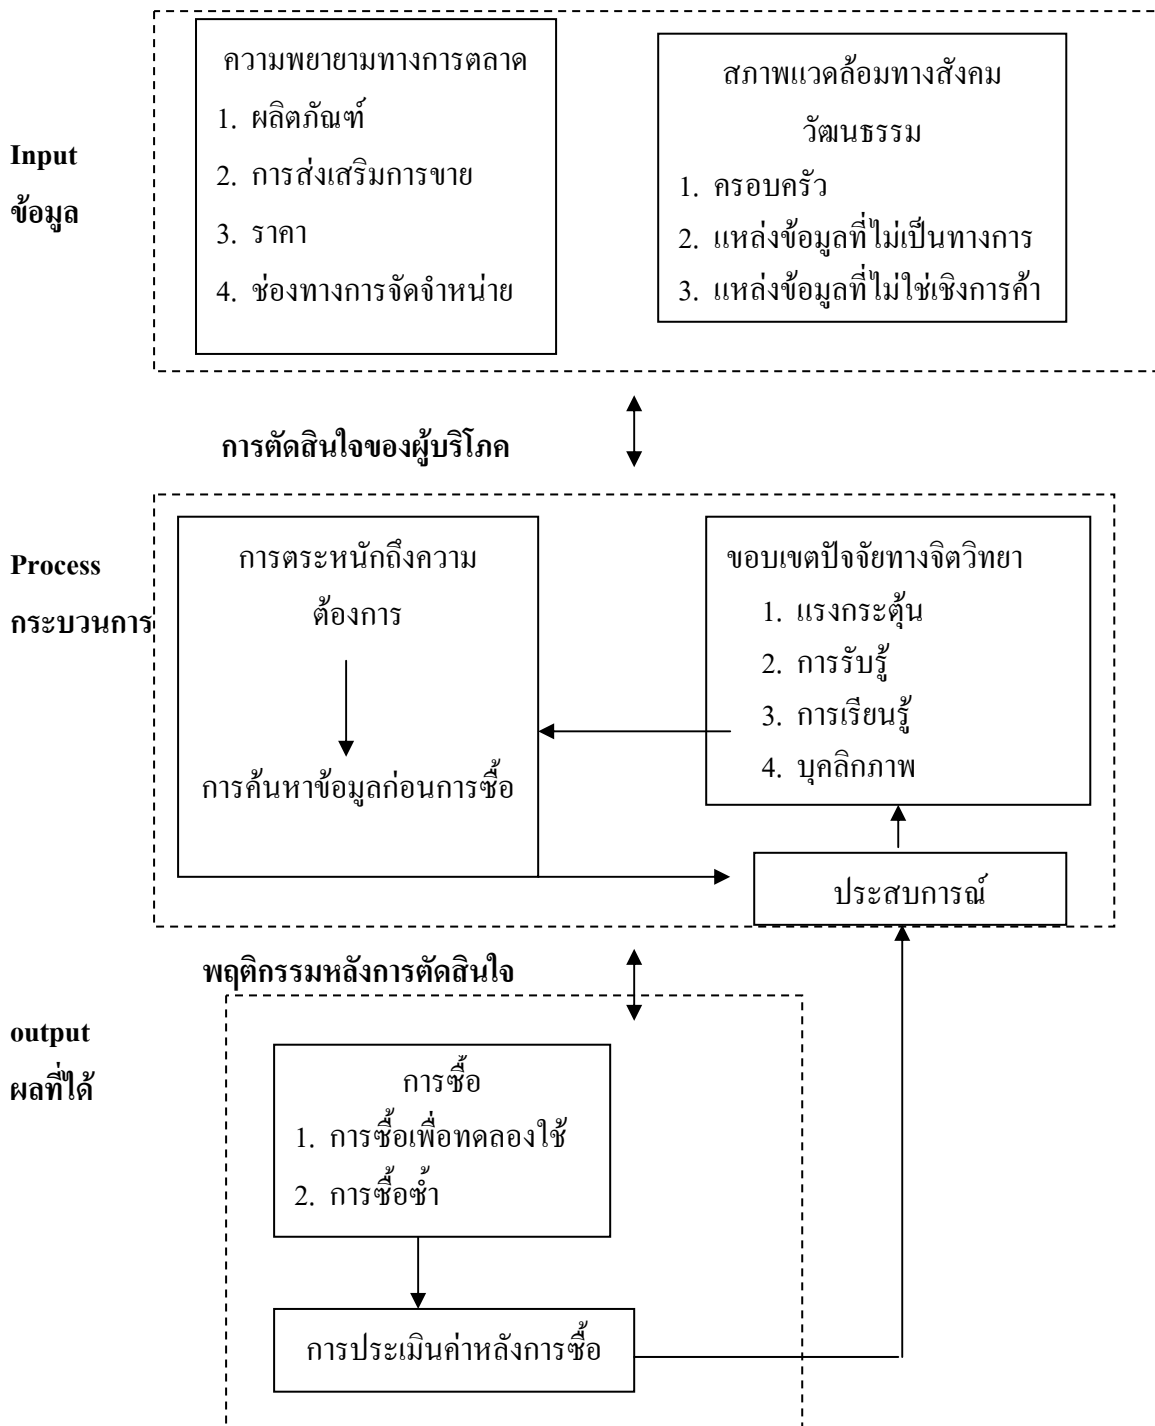 Input
ข้อมูล
ความพยายามทางการตลาด
1. ผลิตภัณฑ์
2. การส่งเสริมการขาย
3. ราคา
4. ช่องทางการจัดจำหน่าย
สภาพแวดล้อมทางสังคม
วัฒนธรรม
1. ครอบครัว
2. แหล่งข้อมูลที่ไม่เป็นทางการ
3. แหล่งข้อมูลที่ไม่ใช่เชิงการค้า
การตัดสินใจของผู้บริโภค
Process
กระบวนการ
การตระหนักถึงความ
ต้องการ
การค้นหาข้อมูลก่อนการซื้อ
ขอบเขตปัจจัยทางจิตวิทยา
1. แรงกระตุ้น
2. การรับรู้
3. การเรียนรู้
4. บุคลิกภาพ
ประสบการณ์
พฤติกรรมหลังการตัดสินใจ
output
ผลที่ได้
การซื้อ
1. การซื้อเพื่อทดลองใช้
2. การซื้อซ้ำ
การประเมินค่าหลังการซื้อ